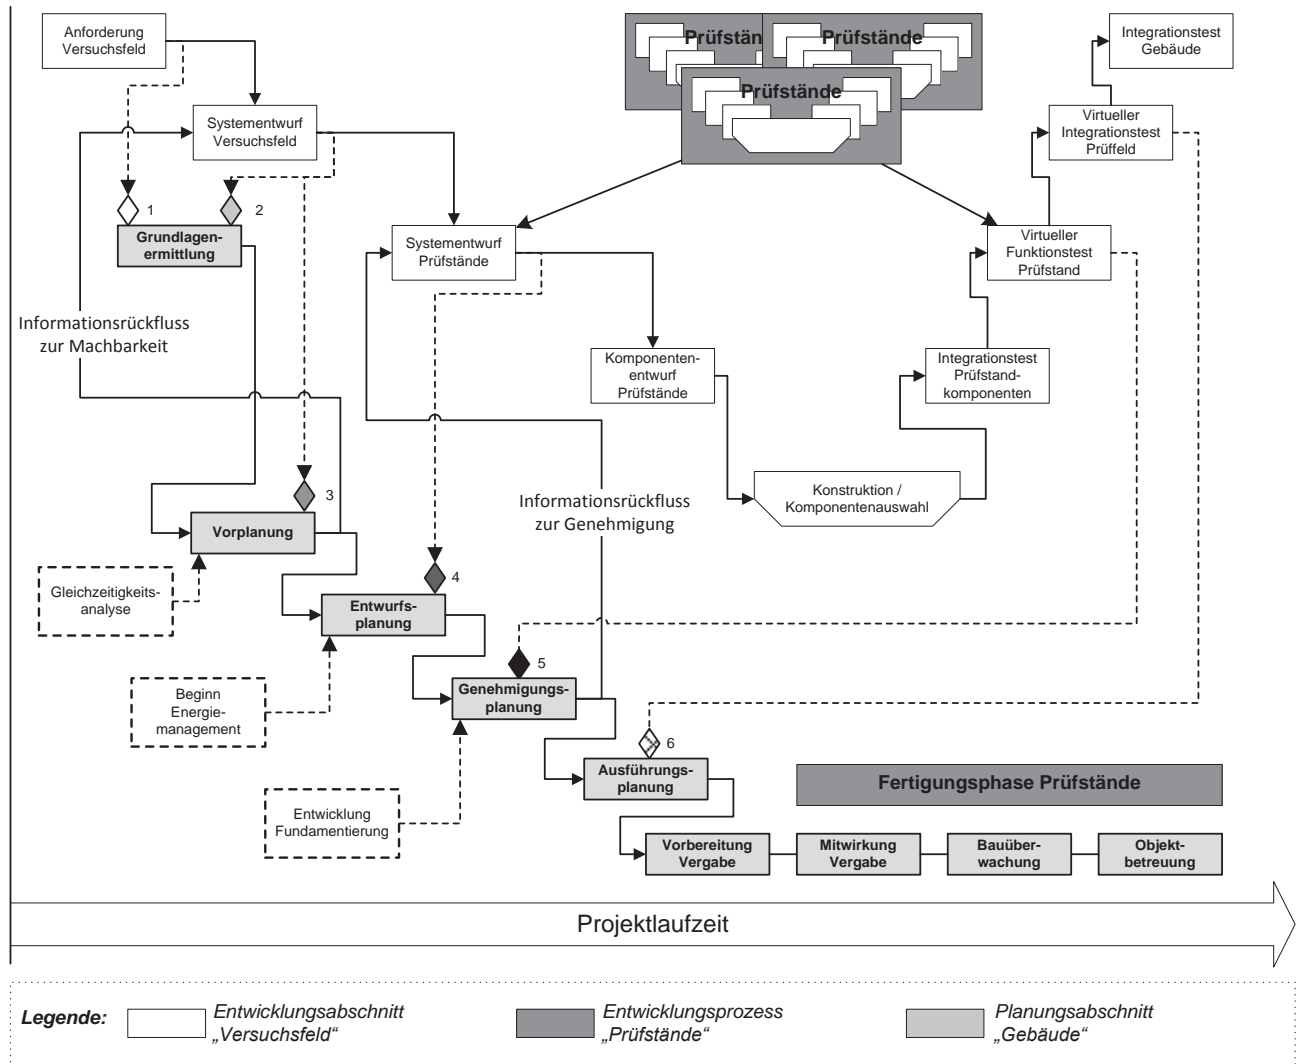 Anforderung
Versuchsfeld
Prüfstän
Prüfstände
Prüfstände
Integrationstest
Gebäude
Systementwurf
Versuchsfeld
Virtueller
Integrationstest
Prüffeld
1
2
Grundlagen-
ermittlung
Systementwurf
Prüfstände
Virtueller
Funktionstest
Prüfstand
Informationsrückfluss
zur Machbarkeit
Komponenten-
entwurf
Prüfstände
Integrationstest
Prüfstand-
komponenten
3
Informationsrückfluss
zur Genehmigung
Konstruktion /
Komponentenauswahl
Vorplanung
Gleichzeitigkeits-
analyse
4
Entwurfs-
planung
5
Beginn
Energie-
management
Genehmigungs-
planung
6
Ausführungs-
planung
Fertigungsphase Prüfstände
Entwicklung
Fundamentierung
Vorbereitung
Vergabe
Mitwirkung
Vergabe
Bauüber-
wachung
Objekt-
betreuung
Projektlaufzeit
Legende:
Entwicklungsabschnitt
„Versuchsfeld“
Entwicklungsprozess
„Prüfstände“
Planungsabschnitt
„Gebäude“